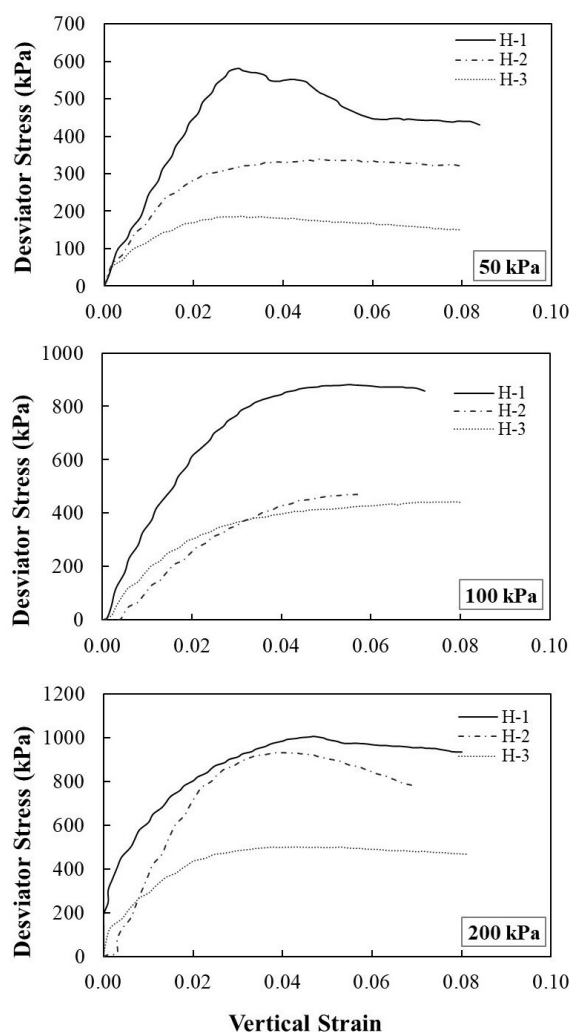 Desviator Stress (kPa)
700
600
500
400
300
200
100
0
H-1
H-2
H-3
50 kPa
0.00 0.02 0.04 0.06 0.08 0.10
Desviator Stress (kPa)
1000
800
600
400
200
0
H-1
H-2
H-3
100 kPa
0.00 0.02 0.04 0.06 0.08 0.10
Desviator Stress (kPa)
1200
1000
800
600
400
200
0
H-1
H-2
H-3
200 kPa
0.00 0.02 0.04 0.06 0.08 0.10
Vertical Strain